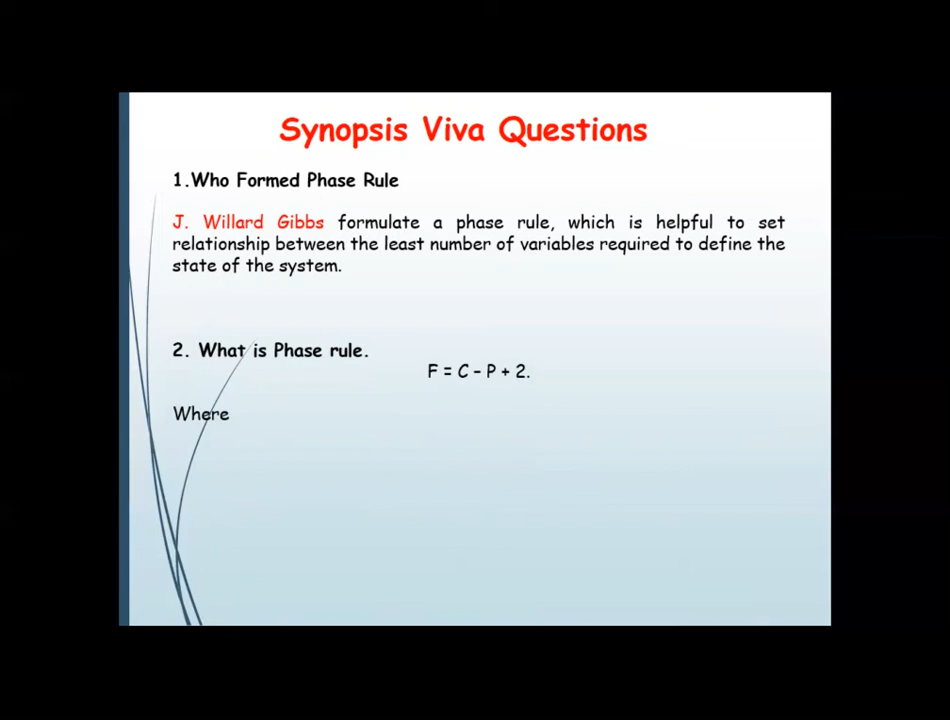 Synopsis Viva Questions
1.Who Formed Phase Rule
J. Willard Gibbs formulate a phase rule, which is helpful to set
relationship between the least number of variables required to define the
state of the system.
2. What is Phase rule.
F = C – P + 2.
Where